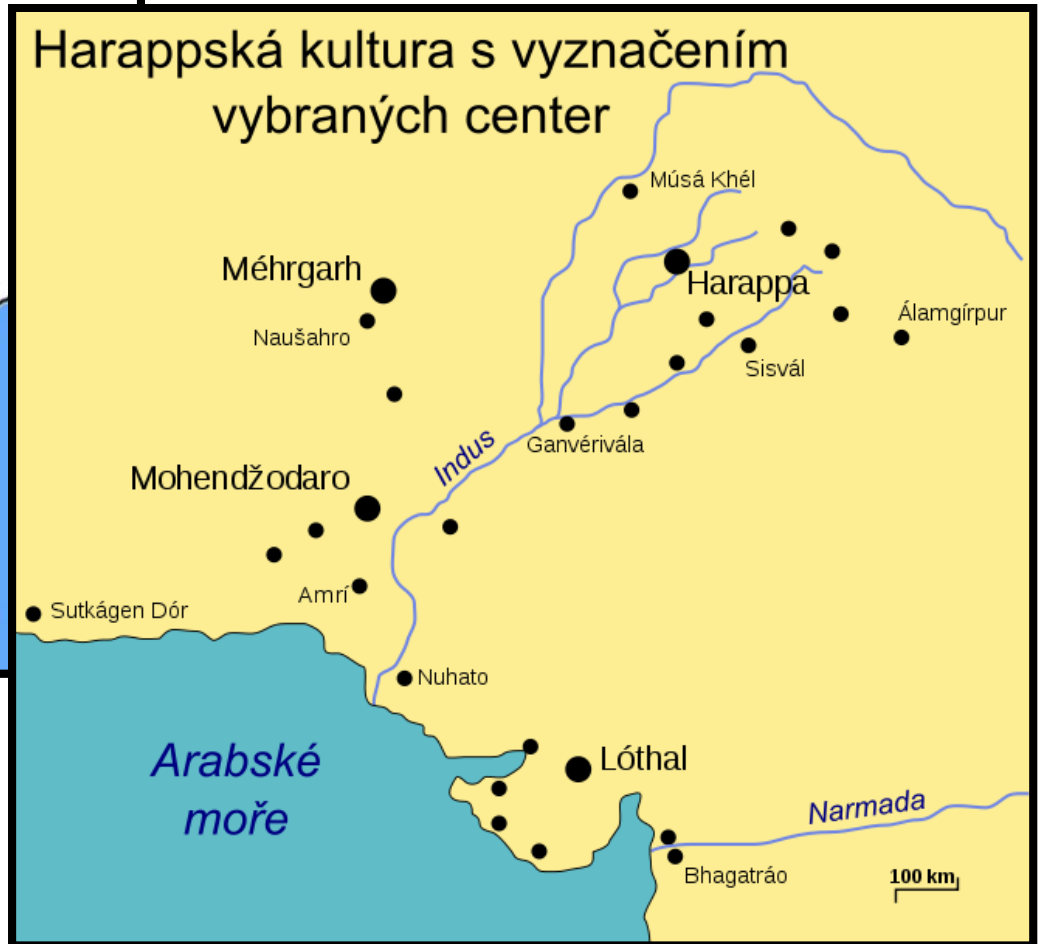 Harappská kultura s vyznačením
vybraných center
Músá Khél
Méhrgarh
Harappa
Naušahro
Álamgírpur
Sisvál
Indus
Ganvérivála
Mohendžodaro
Amrí
Sutkágen Dór
Nuhato
Arabské
moře
Lóthal
Narmada
Bhagatráo
100 km